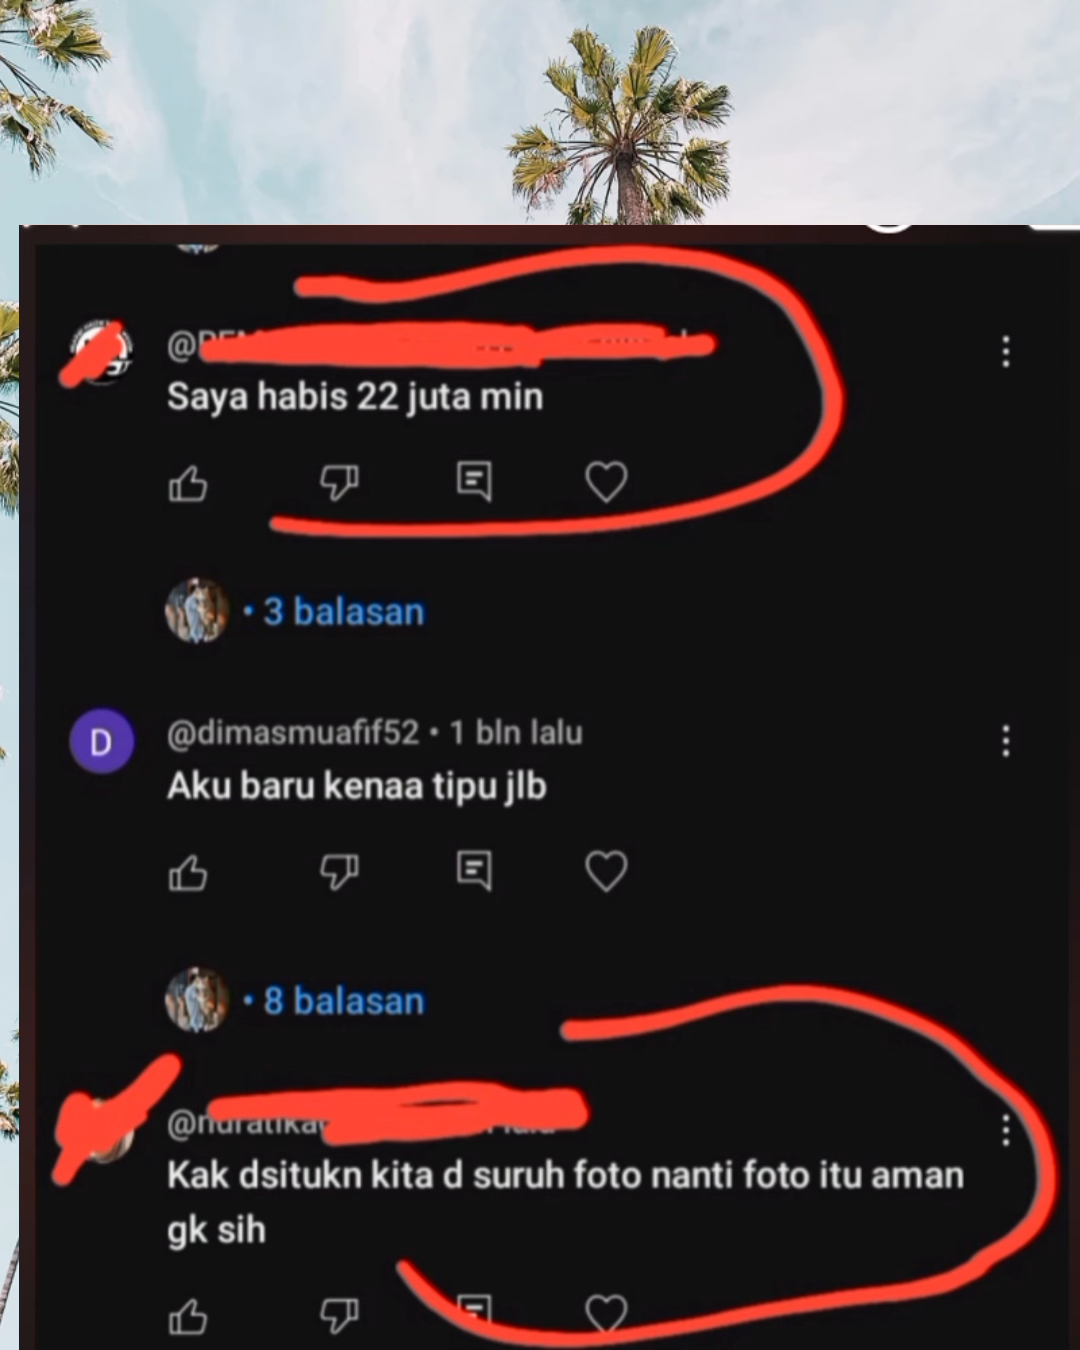 Saya habis 22 juta min
• 3 balasan
D
@dimasmuafif52 • 1 bln lalu
Aku baru kenaa tipu jlb
• 8 balasan
Kak dsitukn kita d suruh foto nanti foto itu aman
gk sih